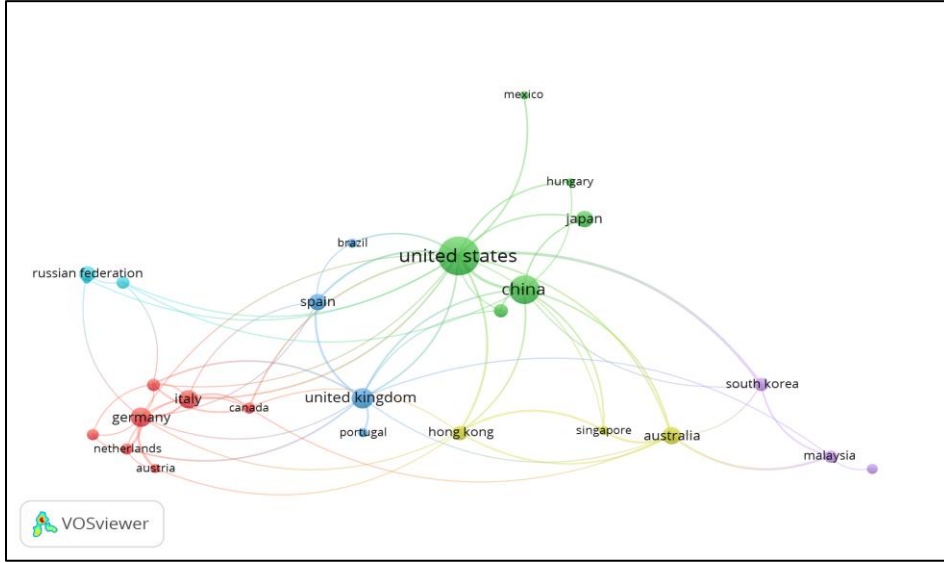 mexico
hungary
japan
brazil
united states
russian federation
china
spain
south korea
italy
united kingdom
canada
germany
portugal
hong kong
singapore
australia
netherlands
malaysia
austria
VOSviewer